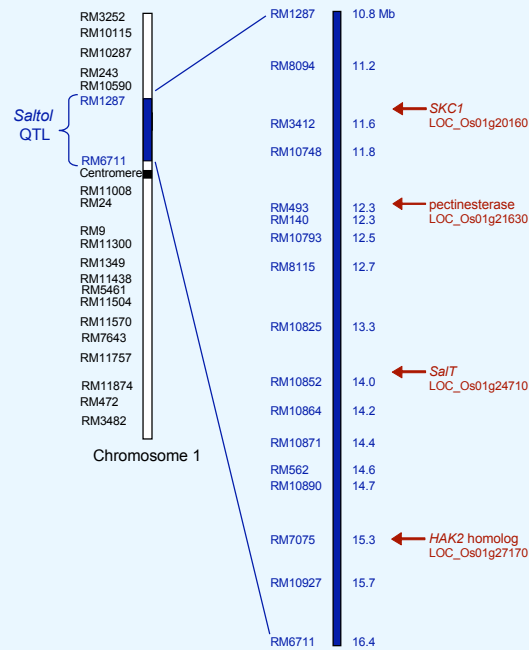 RM3252
RM10115
RM10287
RM243
RM10590
RM1287
Saltol
QTL
RM6711
Centromere
RM11008
RM24
RM9
RM11300
RM1349
RM11438
RM5461
RM11504
RM11570
RM7643
RM11757
RM11874
RM472
RM3482
Chromosome 1
RM1287 10.8 Mb
RM8094 11.2
SKC1
LOC_Os01g20160
RM3412 11.6
RM10748 11.8
pectinesterase
LOC_Os01g21630
RM493 12.3
RM140 12.3
RM10793 12.5
RM8115 12.7
RM10825 13.3
SalT
LOC_Os01g24710
RM10852 14.0
RM10864 14.2
RM10871 14.4
RM562 14.6
RM10890 14.7
RM7075 15.3
HAK2 homolog
LOC_Os01g27170
RM10927 15.7
RM6711 16.4